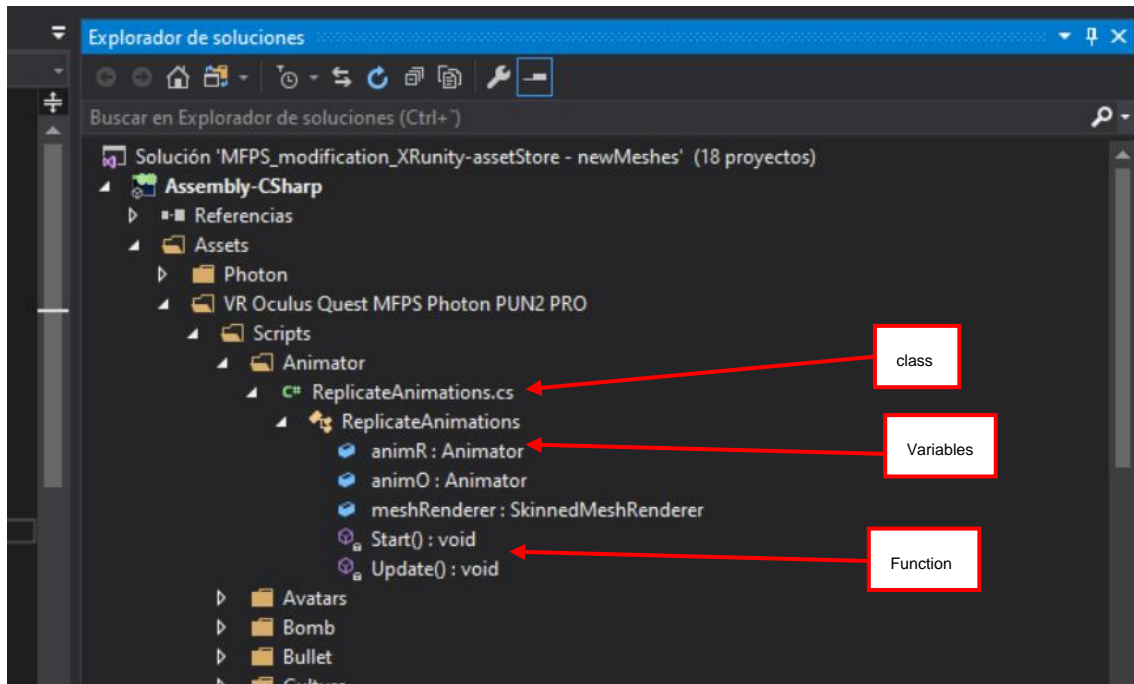 Explorador de soluciones
Buscar en Explorador de soluciones (Ctrl+¨)
Solución 'MFPS_modification_XRunity-assetStore - newMeshes' (18 proyectos)
Assembly-CSharp
Referencias
Assets
Photon
VR Oculus Quest MFPS Photon PUN2 PRO
Scripts
class
Animator
C# ReplicateAnimations.cs
ReplicateAnimations
animR : Animator
Variables
animO : Animator
meshRenderer : SkinnedMeshRenderer
Start() : void
Function
Update() : void
Avatars
Bomb
Bullet